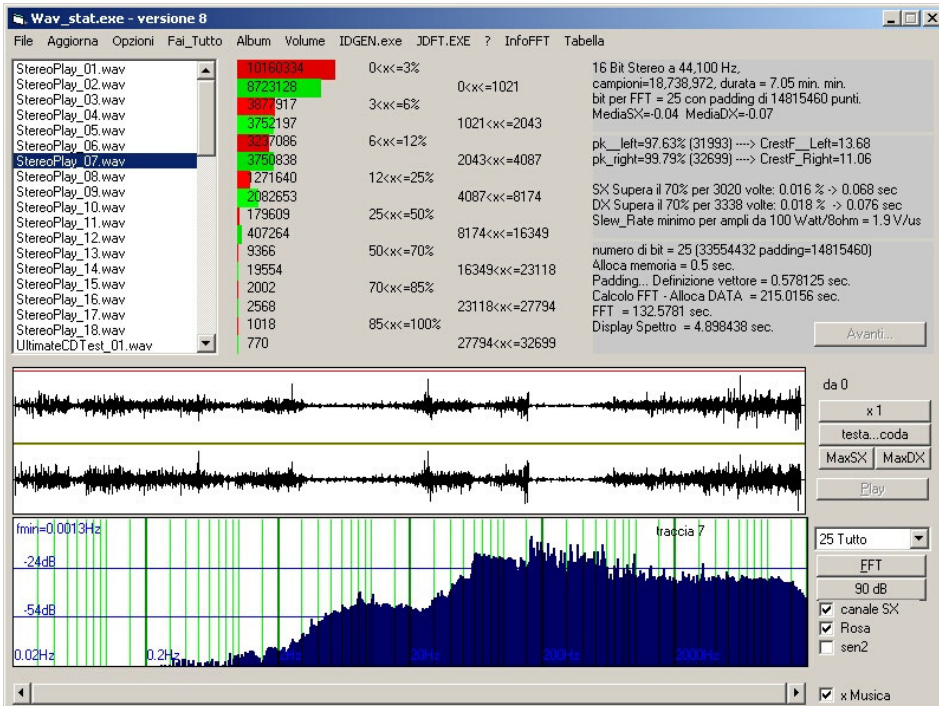 Wav_stat.exe - versione 8
File Aggiorna Opzioni Fai_Tutto Album Volume IDGEN.exe JDFT.EXE ? InfoFFT Tabella
StereoPlay_01.wav
StereoPlay_02.wav
StereoPlay_03.wav
StereoPlay_04.wav
StereoPlay_05.wav
StereoPlay_06.wav
StereoPlay_07.wav
StereoPlay_08.wav
StereoPlay_09.wav
StereoPlay_10.wav
StereoPlay_11.wav
StereoPlay_12.wav
StereoPlay_13.wav
StereoPlay_14.wav
StereoPlay_15.wav
StereoPlay_16.wav
StereoPlay_17.wav
StereoPlay_18.wav
UltimateCDTest_01.wav
10160334 0<x<=3%
8723128 0<x<=1021
3877917 3<x<=6%
3752197 1021<x<=2043
3237086 6<x<=12%
3750838 2043<x<=4087
1271640 12<x<=25%
2082653 4087<x<=8174
179609 25<x<=50%
407264 8174<x<=16349
9366 50<x<=70%
19554 16349<x<=23118
2002 70<x<=85%
2568 23118<x<=27794
1018 85<x<=100%
770 27794<x<=32699
16 Bit Stereo a 44,100 Hz,
campioni=18,738,972, durata = 7.05 min. min.
bit per FFT = 25 con padding di 14815460 punti.
MediaSX=-0.04 MediaDX=-0.07
pk__left=97.63% (31993) ----> CrestF__Left=13.68
pk_right=99.79% (32699) ----> CrestF_Right=11.06
SX Supera il 70% per 3020 volte: 0.016 % -> 0.068 sec
DX Supera il 70% per 3338 volte: 0.018 % -> 0.076 sec
Slew_Rate minimo per ampli da 100 Watt/8ohm = 1.9 V/us
numero di bit = 25 (33554432 padding=14815460)
Alloca memoria = 0.5 sec.
Padding... Definizione vettore = 0.578125 sec.
Calcolo FFT - Alloca DATA = 215.0156 sec.
FFT = 132.5781 sec.
Display Spettro = 4.898438 sec.
Avanti...
da 0
x 1
testa...coda
MaxSX MaxDX
Play
fmin=0.0013Hz
traccia 7
-24dB
-54dB
0.02Hz 0.2Hz 2Hz 20Hz 200Hz 2000Hz
25 Tutto
FFT
90 dB
canale SX
Rosa
sen2
x Musica